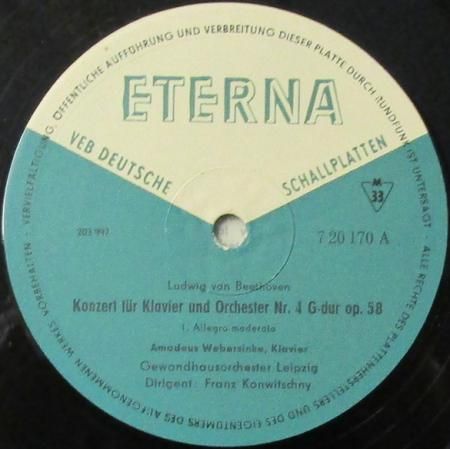 ÖFFENTLICHE AUFFÜHRUNG UND VERBREITUNG DIESER PLATTE DURCH RUNDFUNK IST UNTERSAGT · ALLE RECHTE DES PLATTENHERSTELLERS UND DES EIGENTÜMERS DES AUFGENOMMENEN WERKES VORBEHALTEN · VERVIELFÄLTIGUNG,
ETERNA
VEB DEUTSCHE SCHALLPLATTEN
M
33
203 992
7 20 170 A
Ludwig van Beethoven
Konzert für Klavier und Orchester Nr. 4 G-dur op. 58
1. Allegro moderato
Amadeus Webersinke, Klavier
Gewandhausorchester Leipzig
Dirigent: Franz Konwitschny